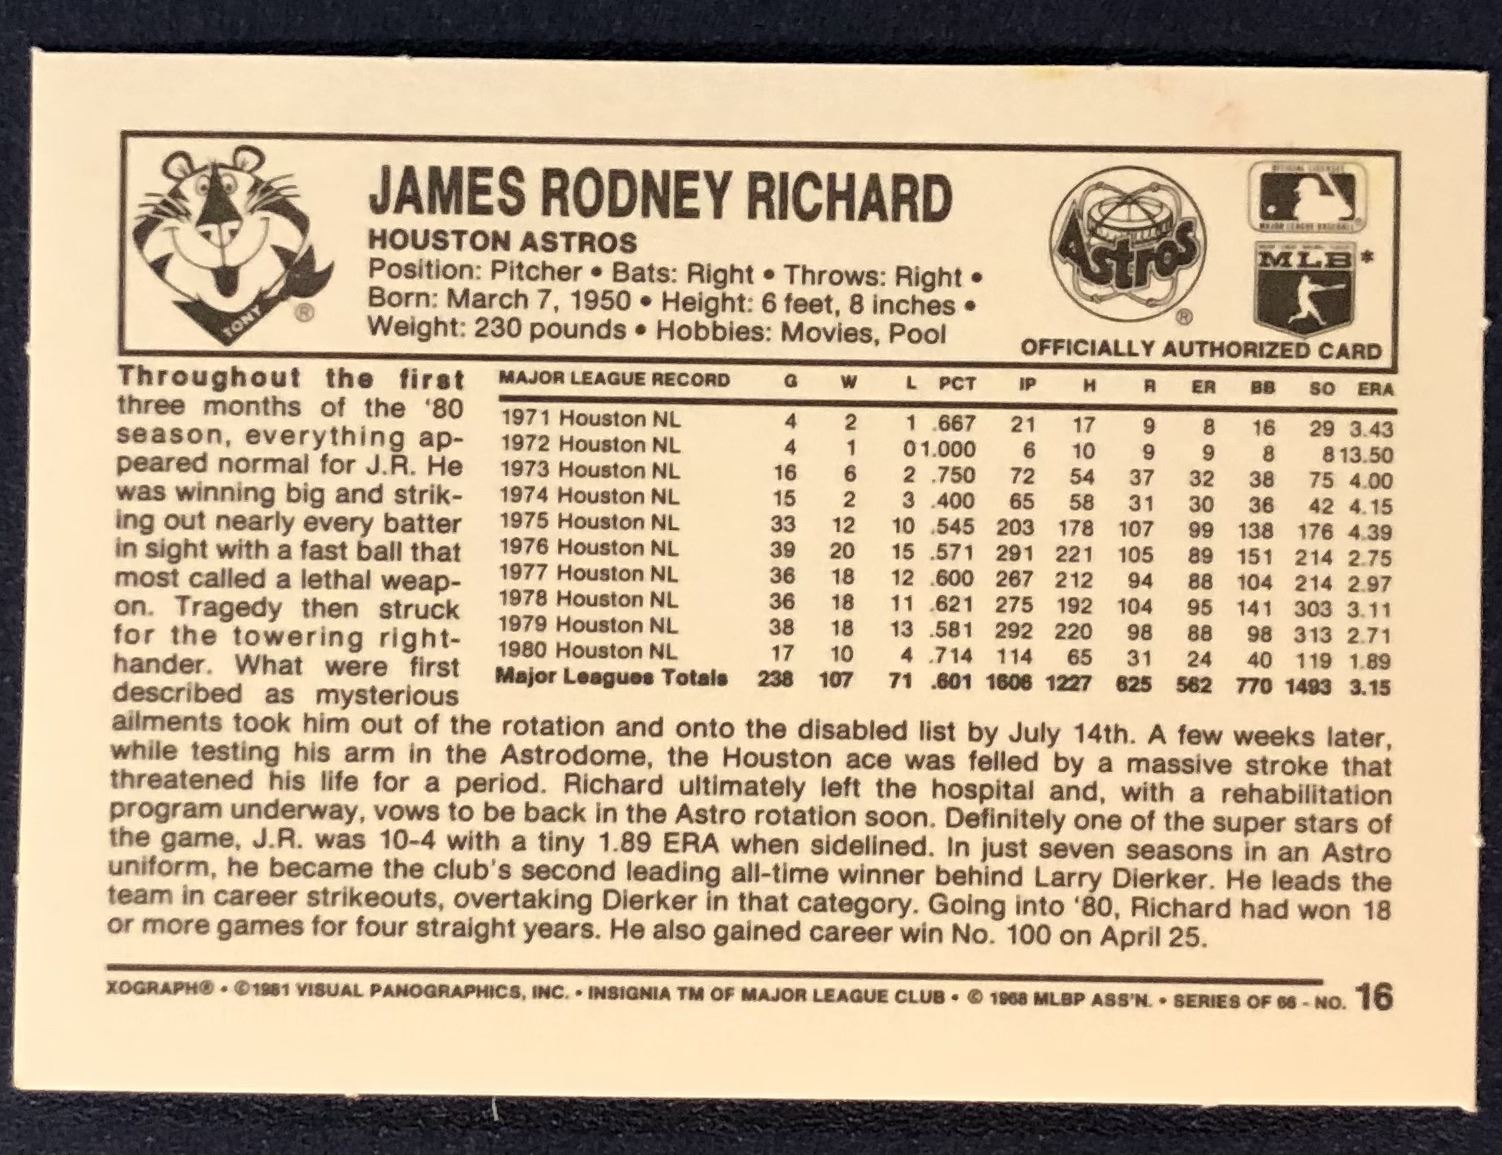 JAMES RODNEY RICHARD
HOUSTON ASTROS
Position: Pitcher • Bats: Right • Throws: Right •
Born: March 7, 1950 • Height: 6 feet, 8 inches •
Weight: 230 pounds • Hobbies: Movies, Pool
TONY ®
Astros ®
OFFICIAL LICENSEE
MAJOR LEAGUE BASEBALL
MLB *
OFFICIALLY AUTHORIZED CARD
MAJOR LEAGUE RECORD G W L PCT IP H R ER BB SO ERA
1971 Houston NL 4 2 1 .667 21 17 9 8 16 29 3.43
1972 Houston NL 4 1 0 1.000 6 10 9 9 8 8 13.50
1973 Houston NL 16 6 2 .750 72 54 37 32 38 75 4.00
1974 Houston NL 15 2 3 .400 65 58 31 30 36 42 4.15
1975 Houston NL 33 12 10 .545 203 178 107 99 138 176 4.39
1976 Houston NL 39 20 15 .571 291 221 105 89 151 214 2.75
1977 Houston NL 36 18 12 .600 267 212 94 88 104 214 2.97
1978 Houston NL 36 18 11 .621 275 192 104 95 141 303 3.11
1979 Houston NL 38 18 13 .581 292 220 98 88 98 313 2.71
1980 Houston NL 17 10 4 .714 114 65 31 24 40 119 1.89
Major Leagues Totals 238 107 71 .601 1606 1227 625 562 770 1493 3.15
Throughout the first
three months of the '80
season, everything ap-
peared normal for J.R. He
was winning big and strik-
ing out nearly every batter
in sight with a fast ball that
most called a lethal weap-
on. Tragedy then struck
for the towering right-
hander. What were first
described as mysterious
ailments took him out of the rotation and onto the disabled list by July 14th. A few weeks later,
while testing his arm in the Astrodome, the Houston ace was felled by a massive stroke that
threatened his life for a period. Richard ultimately left the hospital and, with a rehabilitation
program underway, vows to be back in the Astro rotation soon. Definitely one of the super stars of
the game, J.R. was 10-4 with a tiny 1.89 ERA when sidelined. In just seven seasons in an Astro
uniform, he became the club's second leading all-time winner behind Larry Dierker. He leads the
team in career strikeouts, overtaking Dierker in that category. Going into '80, Richard had won 18
or more games for four straight years. He also gained career win No. 100 on April 25.
XOGRAPH® • ©1981 VISUAL PANOGRAPHICS, INC. • INSIGNIA TM OF MAJOR LEAGUE CLUB • © 1968 MLBP ASS'N. • SERIES OF 66 - NO. 16